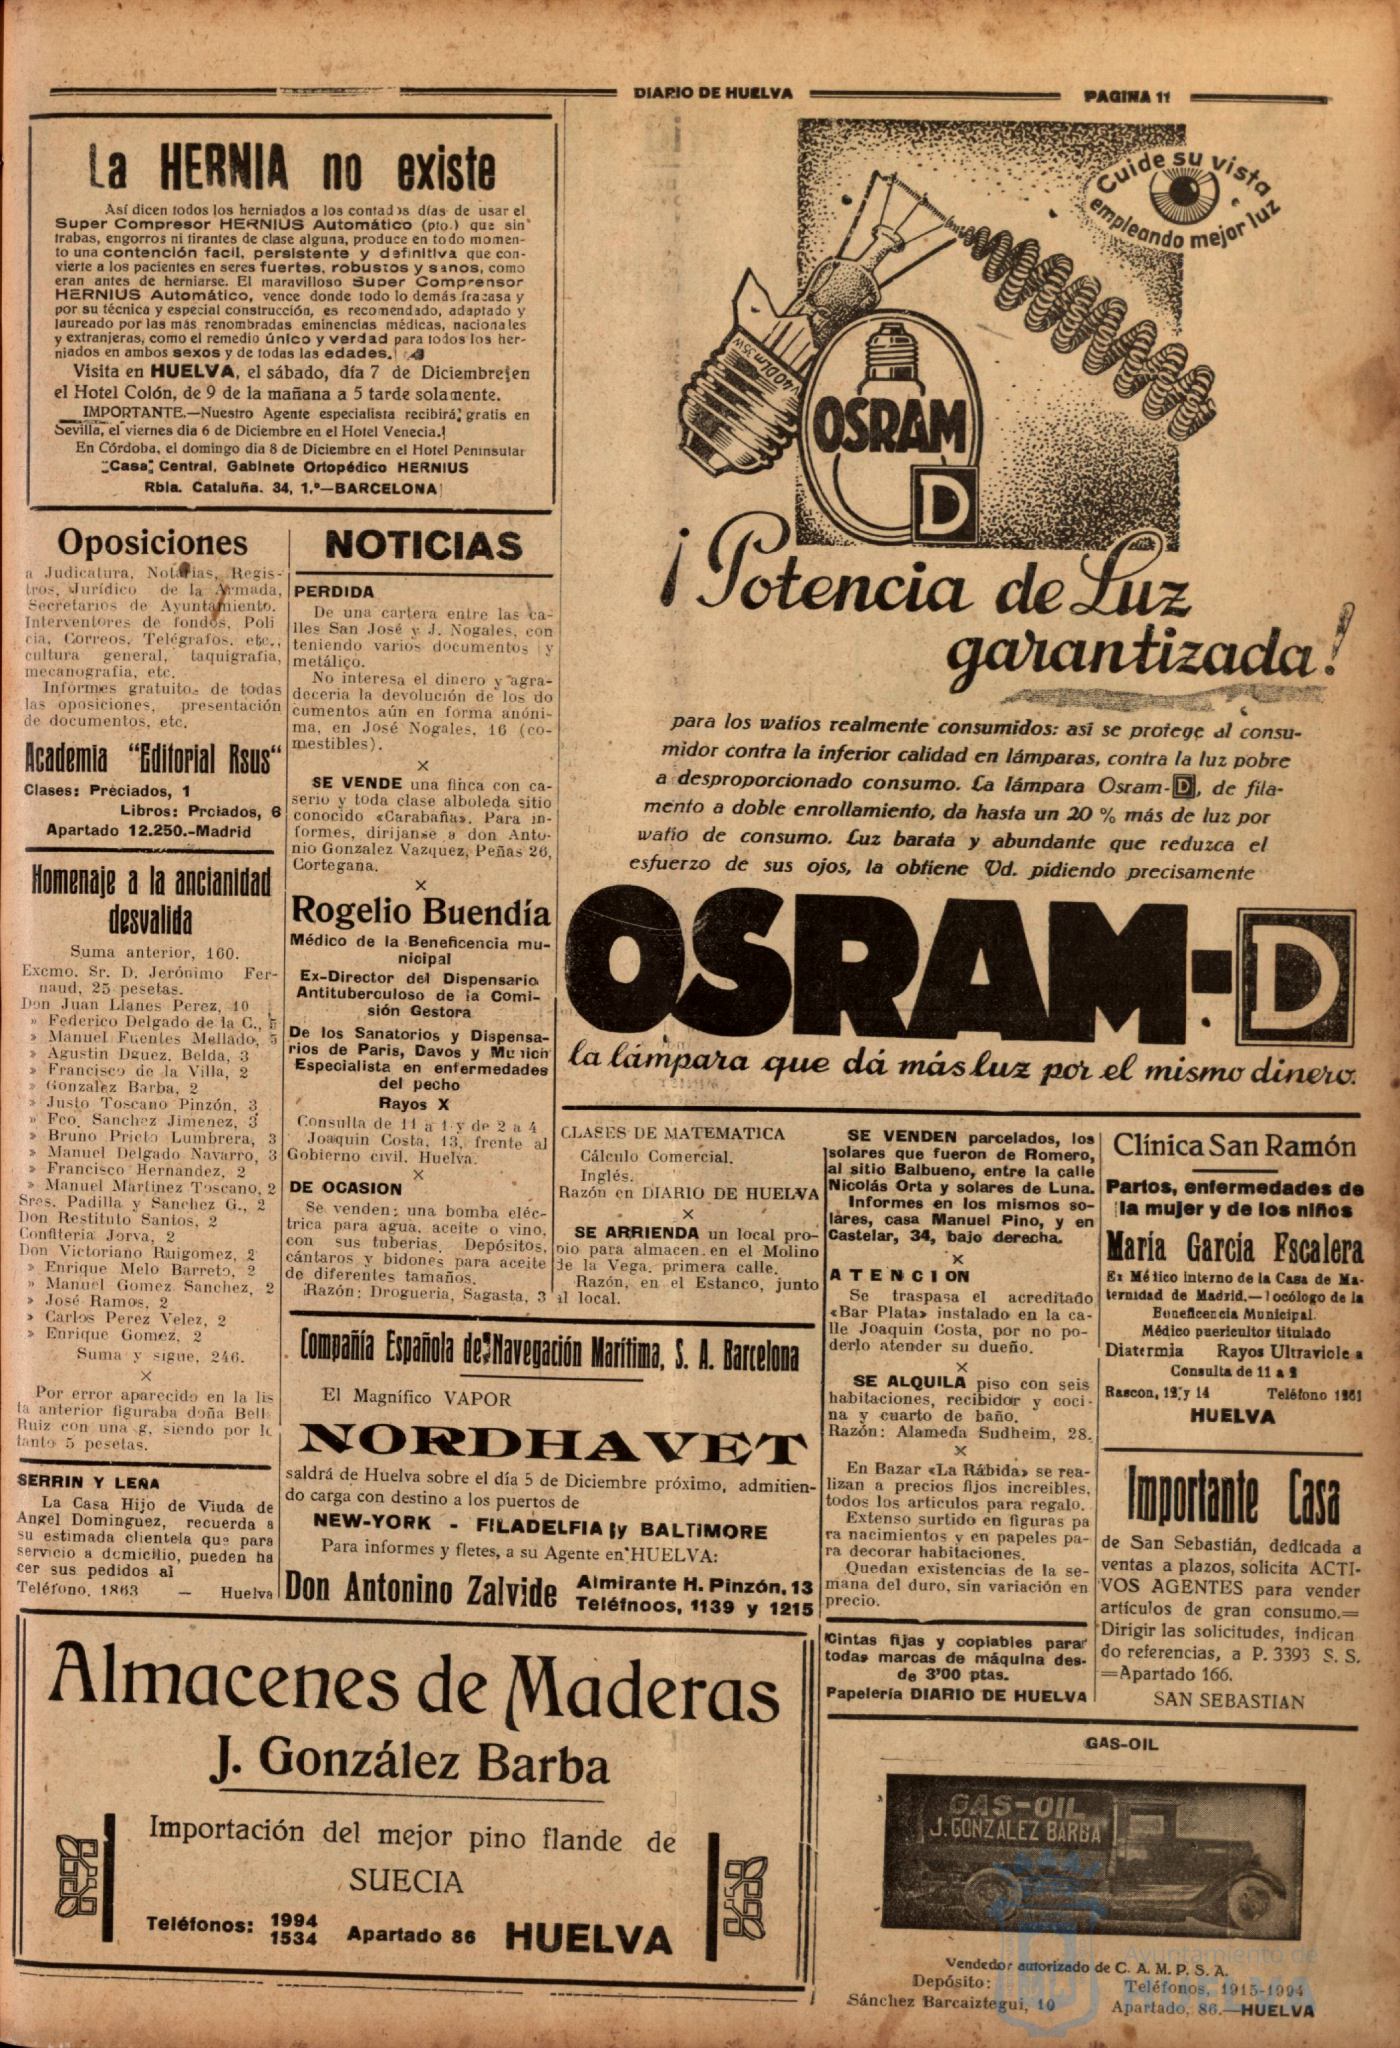 DIARIO DE HUELVA
PAGINA 11
La HERNIA no existe
Así dicen todos los herniados a los contados días de usar el
Super Compresor HERNIUS Automático (pto.) que sin
trabas, engorros ni tirantes de clase alguna, produce en todo momen-
to una contención facil, persistente y definitiva que con-
vierte a los pacientes en seres fuertes, robustos y sanos, como
eran antes de herniarse. El maravilloso Super Comprensor
HERNIUS Automático, vence donde todo lo demás fracasa y
por su técnica y especial construcción, es recomendado, adaptado y
laureado por las más renombradas eminencias médicas, nacionales
y extranjeras, como el remedio único y verdad para todos los her-
niados en ambos sexos y de todas las edades.
Visita en HUELVA, el sábado, día 7 de Diciembre en
el Hotel Colón, de 9 de la mañana a 5 tarde solamente.
IMPORTANTE.—Nuestro Agente especialista recibirá gratis en
Sevilla, el viernes dia 6 de Diciembre en el Hotel Venecia.
En Córdoba, el domingo dia 8 de Diciembre en el Hotel Peninsular
Casa Central, Gabinete Ortopédico HERNIUS
Rbla. Cataluña. 34, 1.º—BARCELONA
Oposiciones
a Judicatura, Notarias, Regis-
tros, Jurídico de la Armada,
Secretarios de Ayuntamiento.
Interventores de fondos, Poli
cia, Correos, Telégrafos, etc.,
cultura general, taquigrafia,
mecanografia, etc.
Informes gratuitos de todas
las oposiciones, presentación
de documentos, etc.
Academia "Editorial Rsus"
Clases: Preciados, 1
Libros: Prciados, 6
Apartado 12.250.-Madrid
Homenaje a la ancianidad
desvalida
Suma anterior, 160.
Excmo. Sr. D. Jerónimo Fer-
naud, 25 pesetas.
Don Juan Llanes Perez, 10
» Federico Delgado de la C., 5
» Manuel Fuentes Mellado, 5
» Agustin Dguez. Belda, 3
» Francisco de la Villa, 2
» Gonzalez Barba, 2
» Justo Toscano Pinzón, 3
» Fco. Sanchez Jimenez, 3
» Bruno Prieto Lumbrera, 3
» Manuel Delgado Navarro, 3
» Francisco Hernandez, 2
» Manuel Martinez Toscano, 2
Sres. Padilla y Sanchez G., 2
Don Restituto Santos, 2
Confiteria Jorva, 2
Don Victoriano Ruigomez, 2
» Enrique Melo Barreto, 2
» Manuel Gomez Sanchez, 2
» José Ramos, 2
» Carlos Perez Velez, 2
» Enrique Gomez, 2
Suma y sigue, 246.
×
Por error aparecido en la lis
ta anterior figuraba doña Bell
Ruiz con una g, siendo por lo
tanto 5 pesetas.
SERRIN Y LEÑA
La Casa Hijo de Viuda de
Angel Dominguez, recuerda a
su estimada clientela que para
servicio a domicilio, pueden ha
cer sus pedidos al
Teléfono, 1863 — Huelva
NOTICIAS
PERDIDA
De una cartera entre las ca-
lles San José y J. Nogales, con
teniendo varios documentos y
metálico.
No interesa el dinero y agra-
deceria la devolución de los do
cumentos aún en forma anóni-
ma, en José Nogales, 16 (co-
mestibles).
×
SE VENDE una finca con ca-
serio y toda clase alboleda sitio
conocido «Carabaña». Para in-
formes, dirijanse a don Anto-
nio Gonzalez Vazquez, Peñas 26,
Cortegana.
×
Rogelio Buendía
Médico de la Beneficencia mu-
nicipal
Ex-Director del Dispensario
Antituberculoso de la Comi-
sión Gestora
De los Sanatorios y Dispensa-
rios de Paris, Davos y Munich
Especialista en enfermedades
del pecho
Rayos X
Consulta de 11 a 1 y de 2 a 4
Joaquin Costa, 13, frente al
Gobierno civil. Huelva.
×
DE OCASION
Se venden: una bomba eléc-
trica para agua, aceite o vino,
con sus tuberias. Depósitos,
cántaros y bidones para aceite
de diferentes tamaños.
Razón: Drogueria, Sagasta, 3
Cuide su vista
empleando mejor luz
40 Dlm 35W
OSRAM
D
¡Potencia de Luz
garantizada!
para los watios realmente consumidos: así se protege al consu-
midor contra la inferior calidad en lámparas, contra la luz pobre
a desproporcionado consumo. La lámpara Osram-D, de fila-
mento a doble enrollamiento, da hasta un 20 % más de luz por
watio de consumo. Luz barata y abundante que reduzca el
esfuerzo de sus ojos, la obtiene Vd. pidiendo precisamente
OSRAM-D
la lámpara que dá más luz por el mismo dinero.
CLASES DE MATEMATICA
Cálculo Comercial.
Inglés.
Razón en DIARIO DE HUELVA
×
SE ARRIENDA un local pro-
pio para almacen en el Molino
de la Vega, primera calle.
Razón, en el Estanco, junto
al local.
Compañía Española de Navegación Marítima, S. A. Barcelona
El Magnífico VAPOR
NORDHAVET
saldrá de Huelva sobre el día 5 de Diciembre próximo, admitien-
do carga con destino a los puertos de
NEW-YORK - FILADELFIA y BALTIMORE
Para informes y fletes, a su Agente en HUELVA:
Don Antonino Zalvide
Almirante H. Pinzón, 13
Teléfnoos, 1139 y 1215
SE VENDEN parcelados, los
solares que fueron de Romero,
al sitio Balbueno, entre la calle
Nicolás Orta y solares de Luna.
Informes en los mismos so-
lares, casa Manuel Pino, y en
Castelar, 34, bajo derecha.
×
ATENCION
Se traspasa el acreditado
«Bar Plata» instalado en la ca-
lle Joaquin Costa, por no po-
derlo atender su dueño.
×
SE ALQUILA piso con seis
habitaciones, recibidor y coci-
na y cuarto de baño.
Razón: Alameda Sudheim, 28.
×
En Bazar «La Rábida» se rea-
lizan a precios fijos increibles,
todos los articulos para regalo.
Extenso surtido en figuras pa
ra nacimientos y en papeles pa-
ra decorar habitaciones.
Quedan existencias de la se-
mana del duro, sin variación en
precio.
Cintas fijas y copiables para
todas marcas de máquina des-
de 3'00 ptas.
Papelería DIARIO DE HUELVA
Clínica San Ramón
Partos, enfermedades de
la mujer y de los niños
María García Escalera
Ex Mético interno de la Casa de Ma-
ternidad de Madrid.—Tocólogo de la
Beneficencia Municipal.
Médico puericultor titulado
Diatermia Rayos Ultravioleta
Consulta de 11 a 2
Rascon, 12 y 14 Teléfono 1261
HUELVA
Importante Casa
de San Sebastián, dedicada a
ventas a plazos, solicita ACTI-
VOS AGENTES para vender
artículos de gran consumo.=
Dirigir las solicitudes, indican
do referencias, a P. 3393 S. S.
=Apartado 166.
SAN SEBASTIAN
Almacenes de Maderas
J. González Barba
Importación del mejor pino flande de
SUECIA
Teléfonos: 1994
1534
Apartado 86 HUELVA
GAS-OIL
GAS-OIL
J. GONZALEZ BARBA
Vendedor autorizado de C. A. M. P. S. A.
Depósito: Teléfonos, 1915-1994
Sánchez Barcaiztegui, 10 Apartado, 86.—HUELVA
Ayuntamiento de
HUELVA